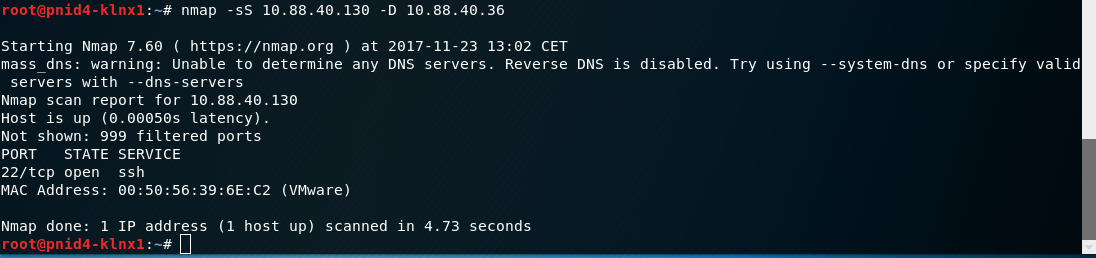 root@pnid4-klnx1:~# nmap -sS 10.88.40.130 -D 10.88.40.36
Starting Nmap 7.60 ( https://nmap.org ) at 2017-11-23 13:02 CET
mass_dns: warning: Unable to determine any DNS servers. Reverse DNS is disabled. Try using --system-dns or specify valid
servers with --dns-servers
Nmap scan report for 10.88.40.130
Host is up (0.00050s latency).
Not shown: 999 filtered ports
PORT   STATE SERVICE
22/tcp open  ssh
MAC Address: 00:50:56:39:6E:C2 (VMware)
Nmap done: 1 IP address (1 host up) scanned in 4.73 seconds
root@pnid4-klnx1:~#